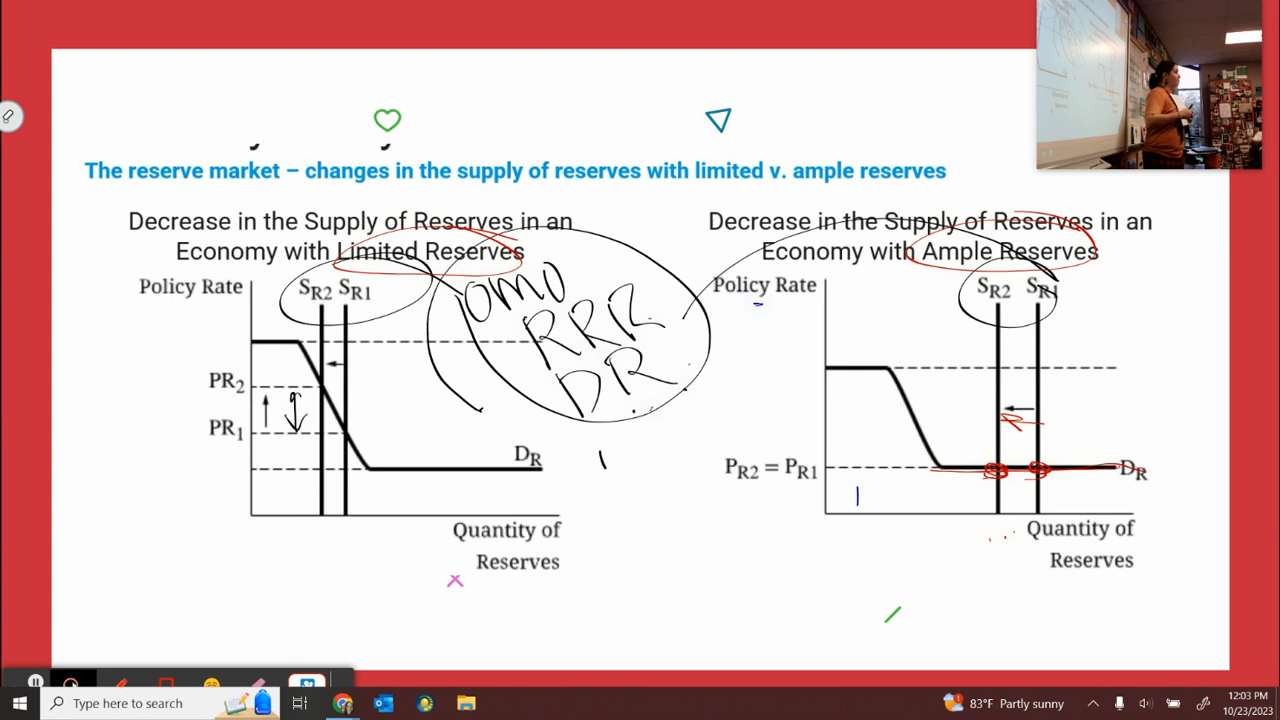 The reserve market – changes in the supply of reserves with limited v. ample reserves
Decrease in the Supply of Reserves in an
Economy with Limited Reserves
Policy Rate
SR2 SR1
PR2
PR1
DR
Quantity of
Reserves
OMO
RRR
DR
Decrease in the Supply of Reserves in an
Economy with Ample Reserves
Policy Rate
SR2 SR1
PR2 = PR1
DR
Quantity of
Reserves
Type here to search
1
83°F Partly sunny
12:03 PM
10/23/2023